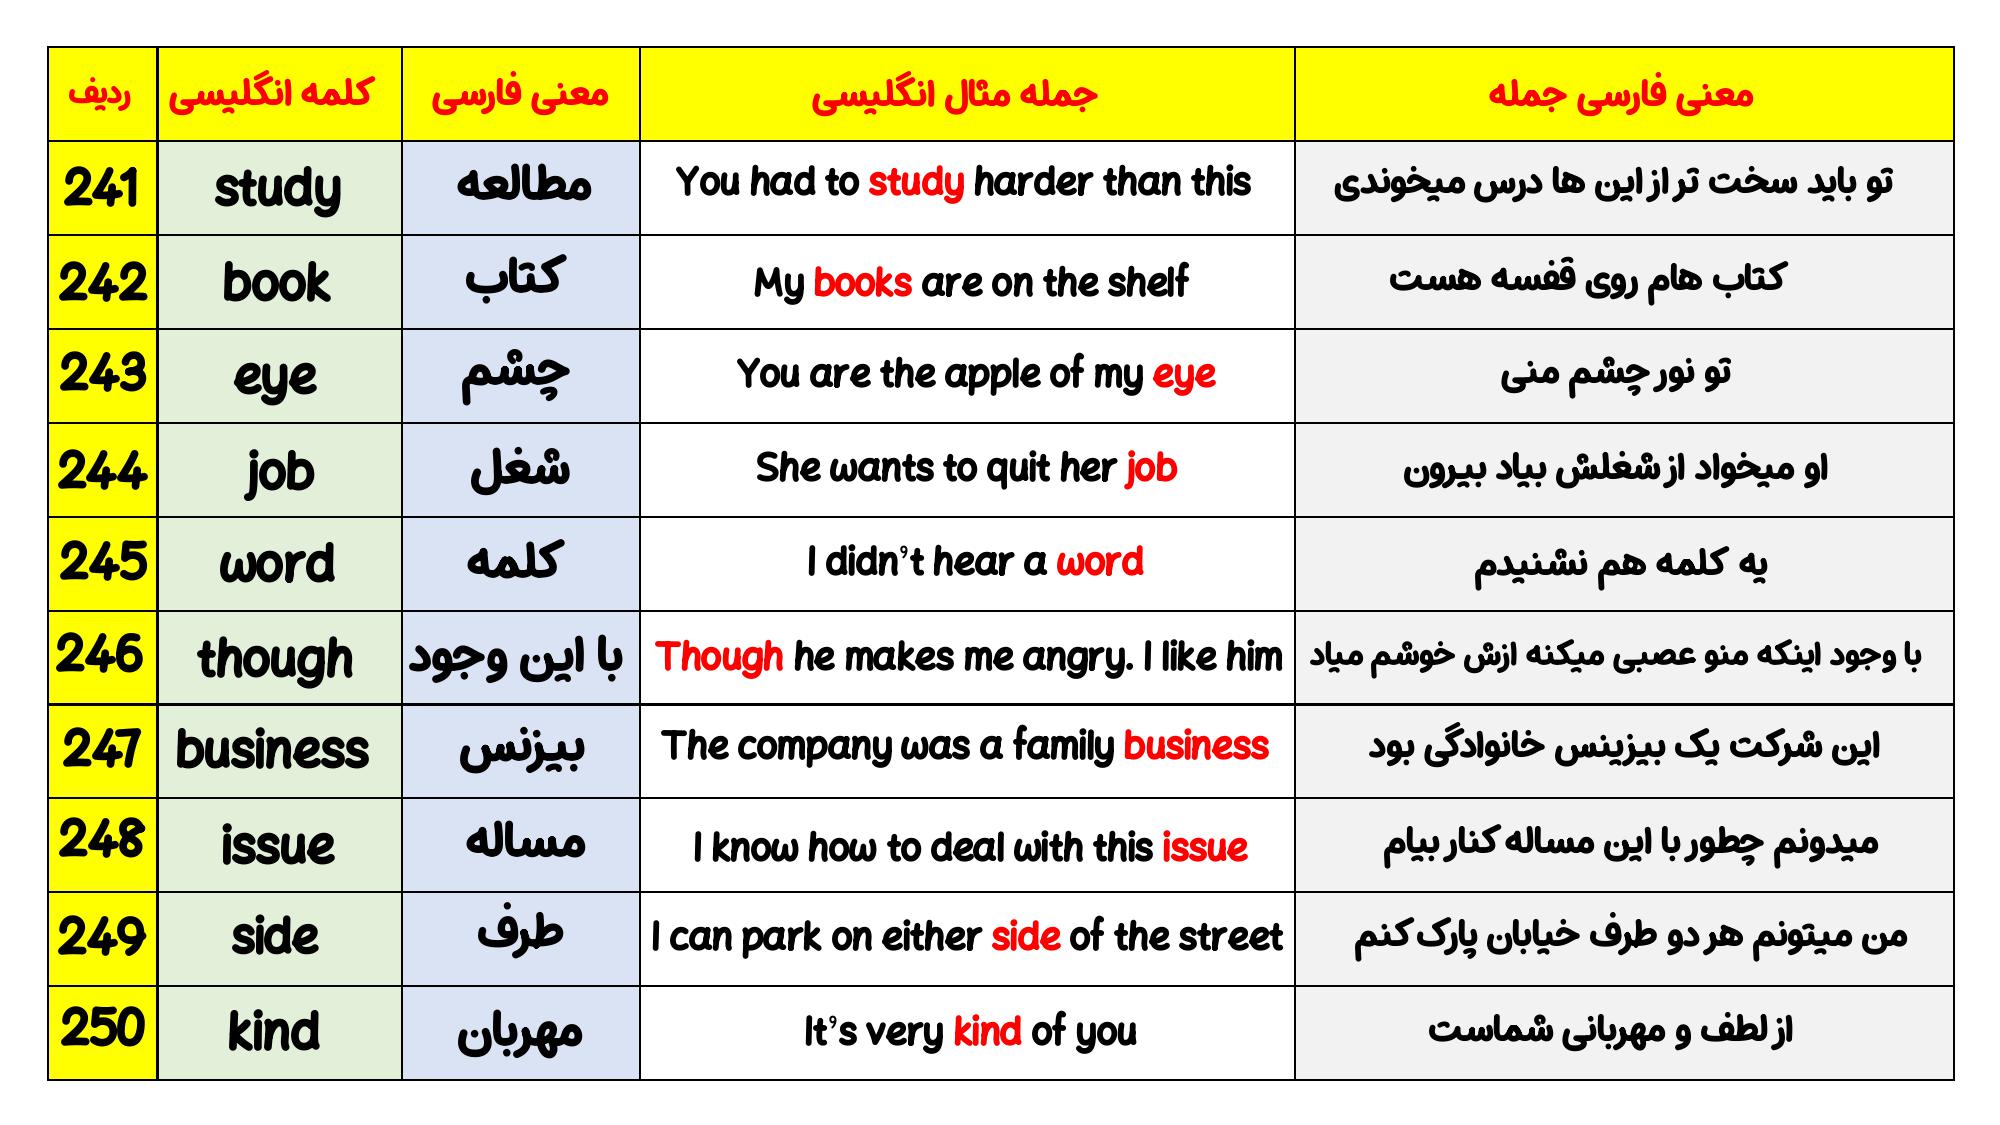 ردیف کلمه انگلیسی معنی فارسی جمله مثال انگلیسی معنی فارسی جمله
241 study مطالعه You had to study harder than this تو باید سخت تر از این ها درس میخوندی
242 book کتاب My books are on the shelf کتاب هام روی قفسه هست
243 eye چشم You are the apple of my eye تو نور چشم منی
244 job شغل She wants to quit her job او میخواد از شغلش بیاد بیرون
245 word کلمه I didn't hear a word یه کلمه هم نشنیدم
246 though با این وجود Though he makes me angry. I like him با وجود اینکه منو عصبی میکنه ازش خوشم میاد
247 business بیزنس The company was a family business این شرکت یک بیزینس خانوادگی بود
248 issue مساله I know how to deal with this issue میدونم چطور با این مساله کنار بیام
249 side طرف I can park on either side of the street من میتونم هر دو طرف خیابان پارک کنم
250 kind مهربان It's very kind of you از لطف و مهربانی شماست